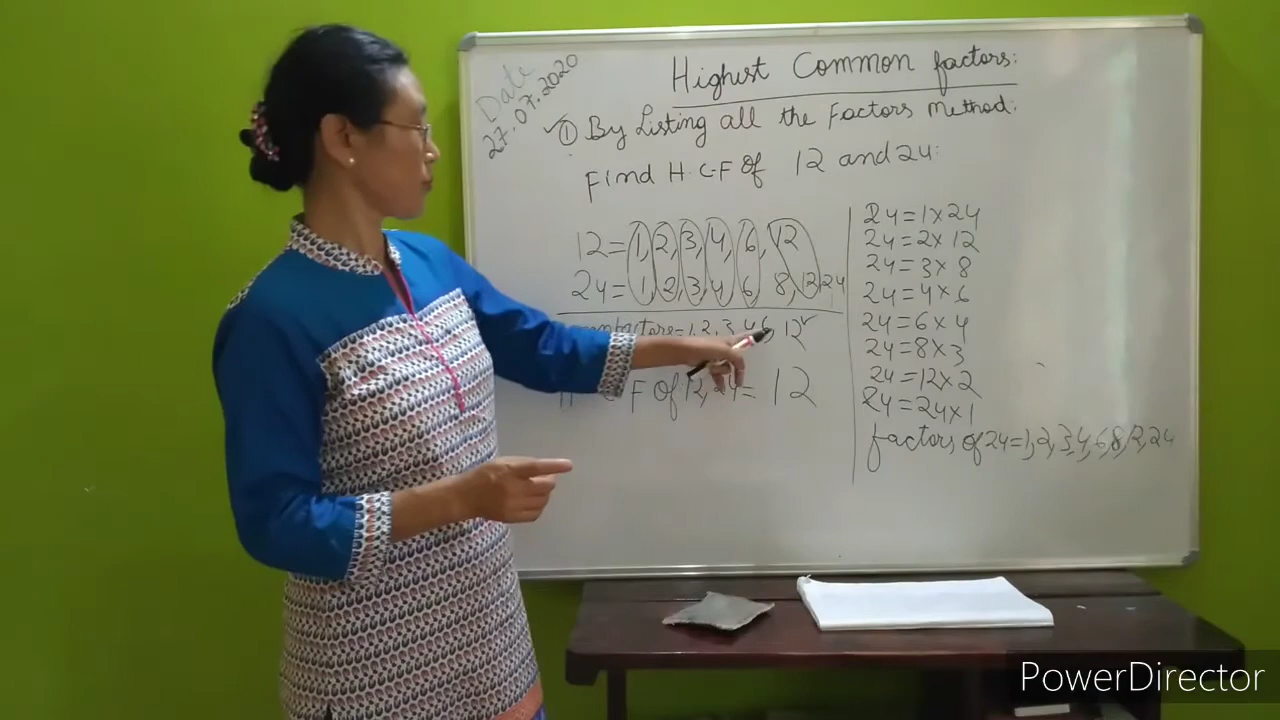 Date
27.07.2020
Highest Common factors:
① By Listing all the Factors Method:
Find H.C.F of 12 and 24:
12 = 1, 2, 3, 4, 6, 12
24 = 1, 2, 3, 4, 6 8, 12, 24
factors = 1, 2, 3, 4, 6, 12
F of 12, 24 = 12
24 = 1 × 24
24 = 2 × 12
24 = 3 × 8
24 = 4 × 6
24 = 6 × 4
24 = 8 × 3
24 = 12 × 2
24 = 24 × 1
factors of 24 = 1, 2, 3, 4, 6, 8, 12, 24
PowerDirector